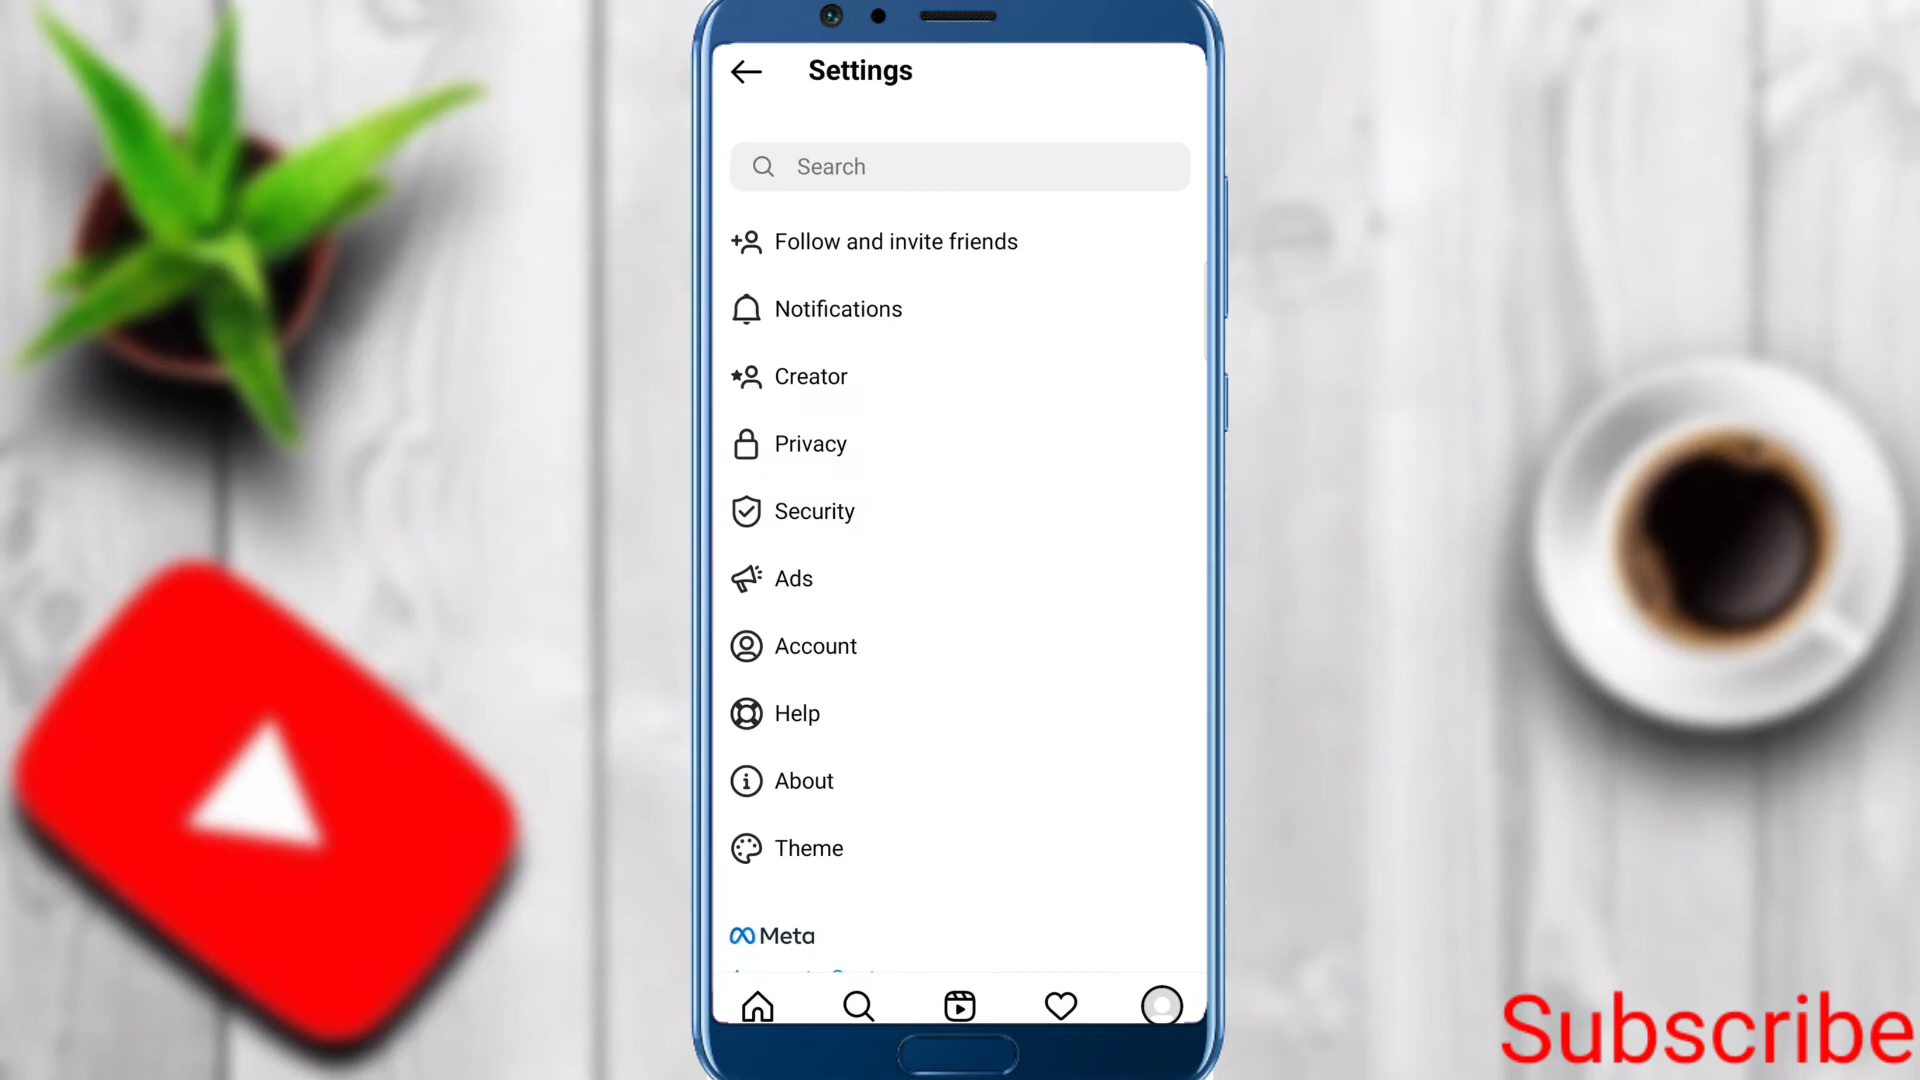 Settings
Search
Follow and invite friends
Notifications
Creator
Privacy
Security
Ads
Account
Help
About
Theme
Meta
Subscribe